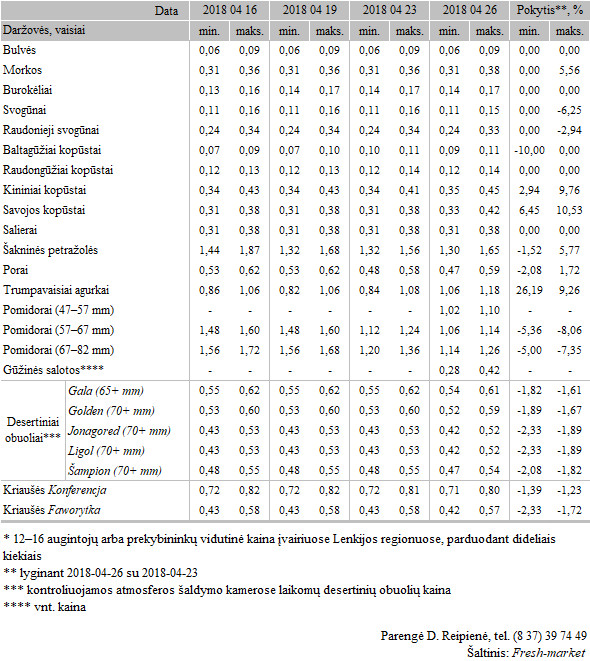 Data 2018 04 16 2018 04 19 2018 04 23 2018 04 26 Pokytis**, %
Daržovės, vaisiai min. maks. min. maks. min. maks. min. maks. min. maks.
Bulvės 0,06 0,09 0,06 0,09 0,06 0,09 0,06 0,09 0,00 0,00
Morkos 0,31 0,36 0,31 0,36 0,31 0,36 0,31 0,38 0,00 5,56
Burokėliai 0,13 0,16 0,14 0,17 0,14 0,17 0,14 0,17 0,00 0,00
Svogūnai 0,11 0,16 0,11 0,16 0,11 0,16 0,11 0,15 0,00 -6,25
Raudonieji svogūnai 0,24 0,34 0,24 0,34 0,24 0,34 0,24 0,33 0,00 -2,94
Baltagūžiai kopūstai 0,07 0,09 0,07 0,10 0,10 0,11 0,09 0,11 -10,00 0,00
Raudongūžiai kopūstai 0,12 0,13 0,12 0,13 0,12 0,14 0,12 0,14 0,00 0,00
Kininiai kopūstai 0,34 0,43 0,34 0,43 0,34 0,41 0,35 0,45 2,94 9,76
Savojos kopūstai 0,31 0,38 0,31 0,38 0,31 0,38 0,33 0,42 6,45 10,53
Salierai 0,31 0,38 0,31 0,38 0,31 0,38 0,31 0,38 0,00 0,00
Šakninės petražolės 1,44 1,87 1,32 1,68 1,32 1,56 1,30 1,65 -1,52 5,77
Porai 0,53 0,62 0,53 0,62 0,48 0,58 0,47 0,59 -2,08 1,72
Trumpavaisiai agurkai 0,86 1,06 0,82 1,06 0,84 1,08 1,06 1,18 26,19 9,26
Pomidorai (47–57 mm) - - - - - - 1,02 1,10 - -
Pomidorai (57–67 mm) 1,48 1,60 1,48 1,60 1,12 1,24 1,06 1,14 -5,36 -8,06
Pomidorai (67–82 mm) 1,56 1,72 1,56 1,68 1,20 1,36 1,14 1,26 -5,00 -7,35
Gūžinės salotos**** - - - - - - 0,28 0,42 - -
Desertiniai obuoliai*** Gala (65+ mm) 0,55 0,62 0,55 0,62 0,55 0,62 0,54 0,61 -1,82 -1,61
Golden (70+ mm) 0,53 0,60 0,53 0,60 0,53 0,60 0,52 0,59 -1,89 -1,67
Jonagored (70+ mm) 0,43 0,53 0,43 0,53 0,43 0,53 0,42 0,52 -2,33 -1,89
Ligol (70+ mm) 0,43 0,53 0,43 0,53 0,43 0,53 0,42 0,52 -2,33 -1,89
Šampion (70+ mm) 0,48 0,55 0,48 0,55 0,48 0,55 0,47 0,54 -2,08 -1,82
Kriaušės Konferencja 0,72 0,82 0,72 0,82 0,72 0,81 0,71 0,80 -1,39 -1,23
Kriaušės Faworytka 0,43 0,58 0,43 0,58 0,43 0,58 0,42 0,57 -2,33 -1,72
* 12–16 augintojų arba prekybininkų vidutinė kaina įvairiuose Lenkijos regionuose, parduodant dideliais
kiekiais
** lyginant 2018-04-26 su 2018-04-23
*** kontroliuojamos atmosferos šaldymo kamerose laikomų desertinių obuolių kaina
**** vnt. kaina
Parengė D. Reipienė, tel. (8 37) 39 74 49
Šaltinis: Fresh-market